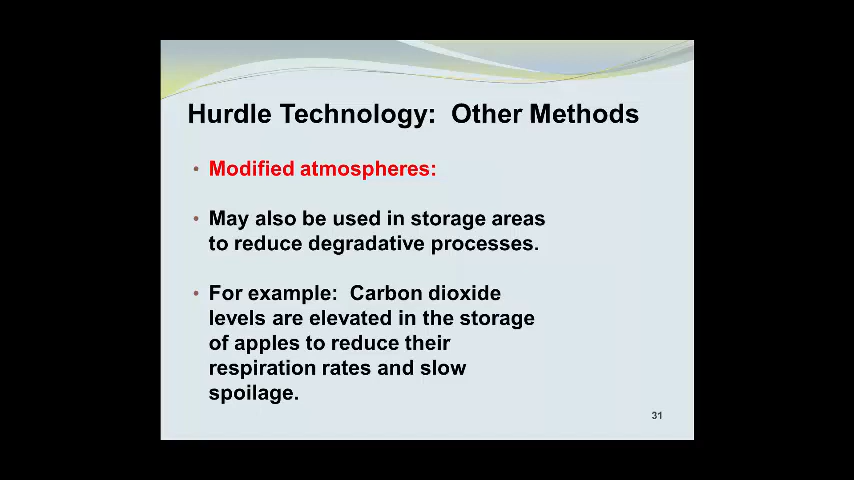 Hurdle Technology:  Other Methods
• Modified atmospheres:
• May also be used in storage areas
to reduce degradative processes.
• For example:  Carbon dioxide
levels are elevated in the storage
of apples to reduce their
respiration rates and slow
spoilage.
31